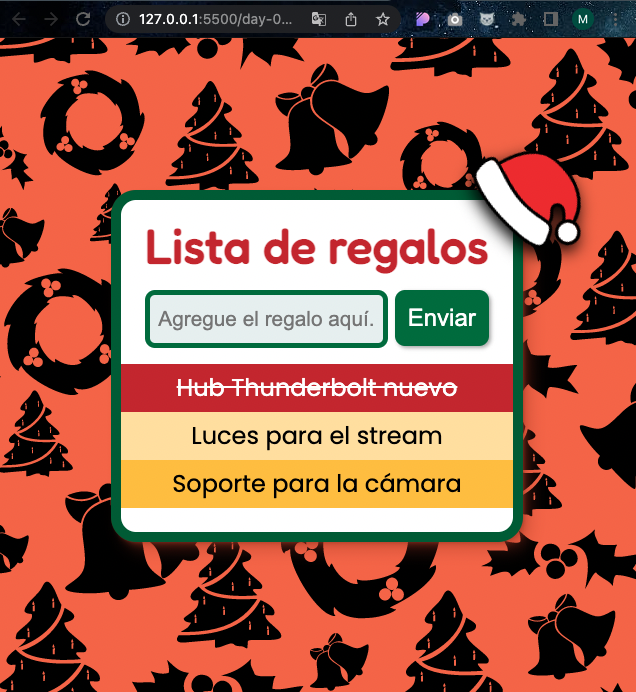 127.0.0.1:5500/day-0...
M
Lista de regalos
Agregue el regalo aquí.
Enviar
Hub Thunderbolt nuevo
Luces para el stream
Soporte para la cámara